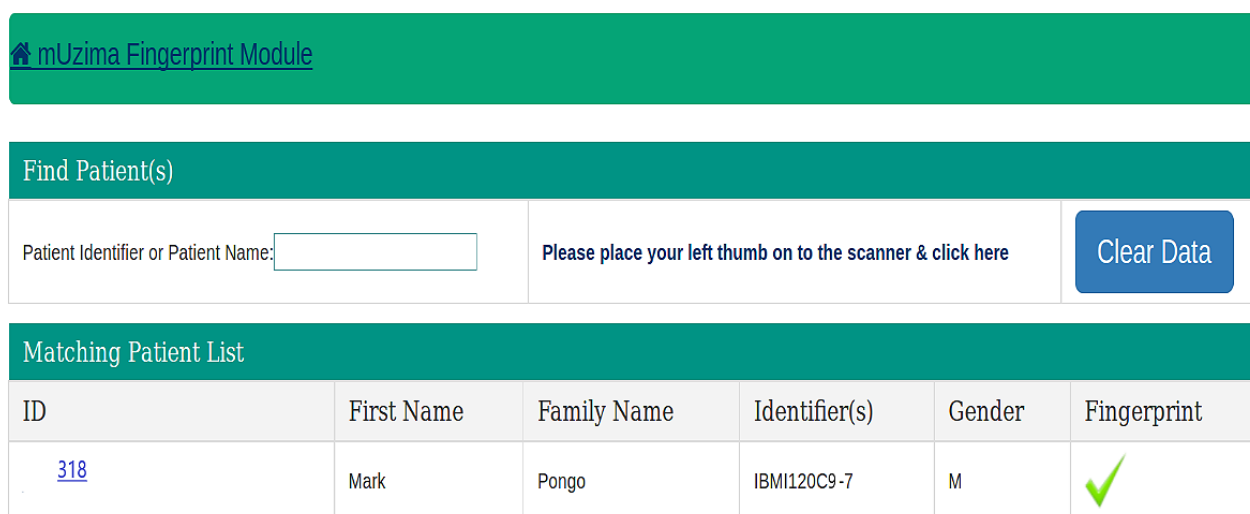 mUzima Fingerprint Module
Find Patient(s)
Patient Identifier or Patient Name: Please place your left thumb on to the scanner & click here Clear Data
Matching Patient List
ID First Name Family Name Identifier(s) Gender Fingerprint
318 Mark Pongo IBMI120C9-7 M